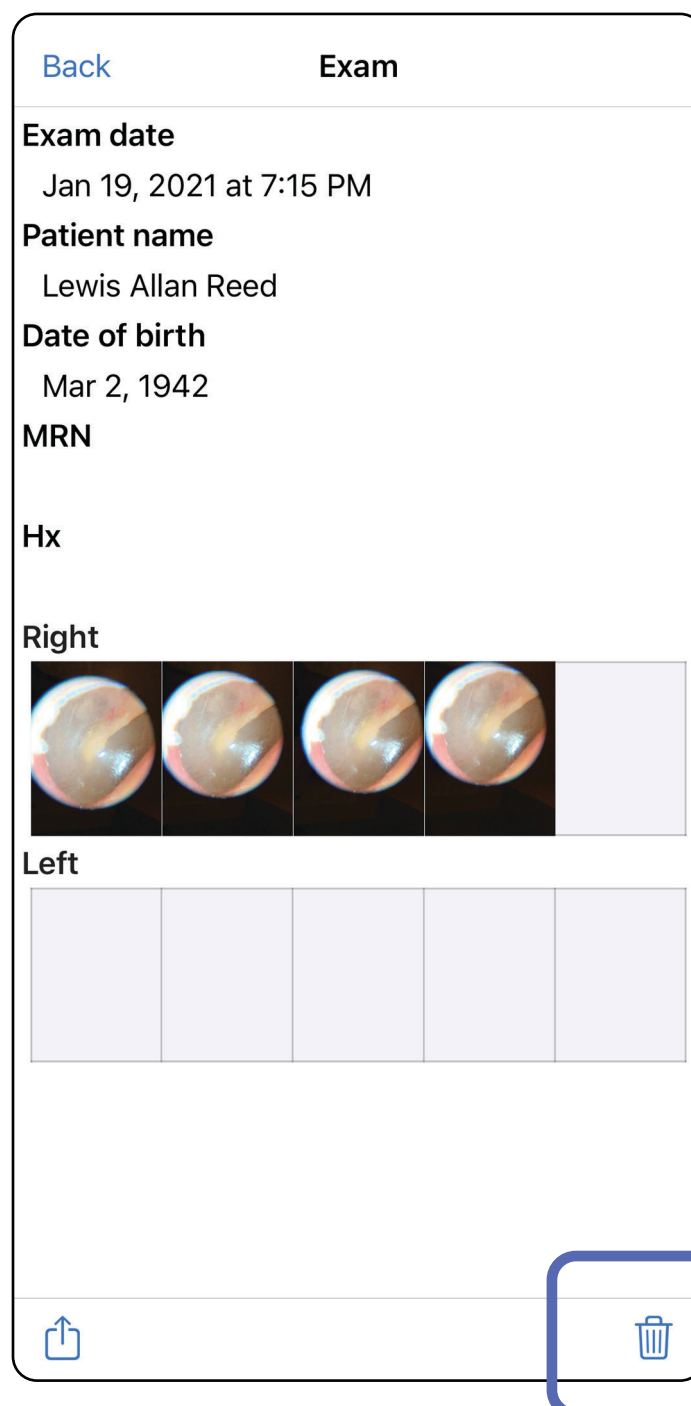 Back
Exam
Exam date
Jan 19, 2021 at 7:15 PM
Patient name
Lewis Allan Reed
Date of birth
Mar 2, 1942
MRN
Hx
Right
Left